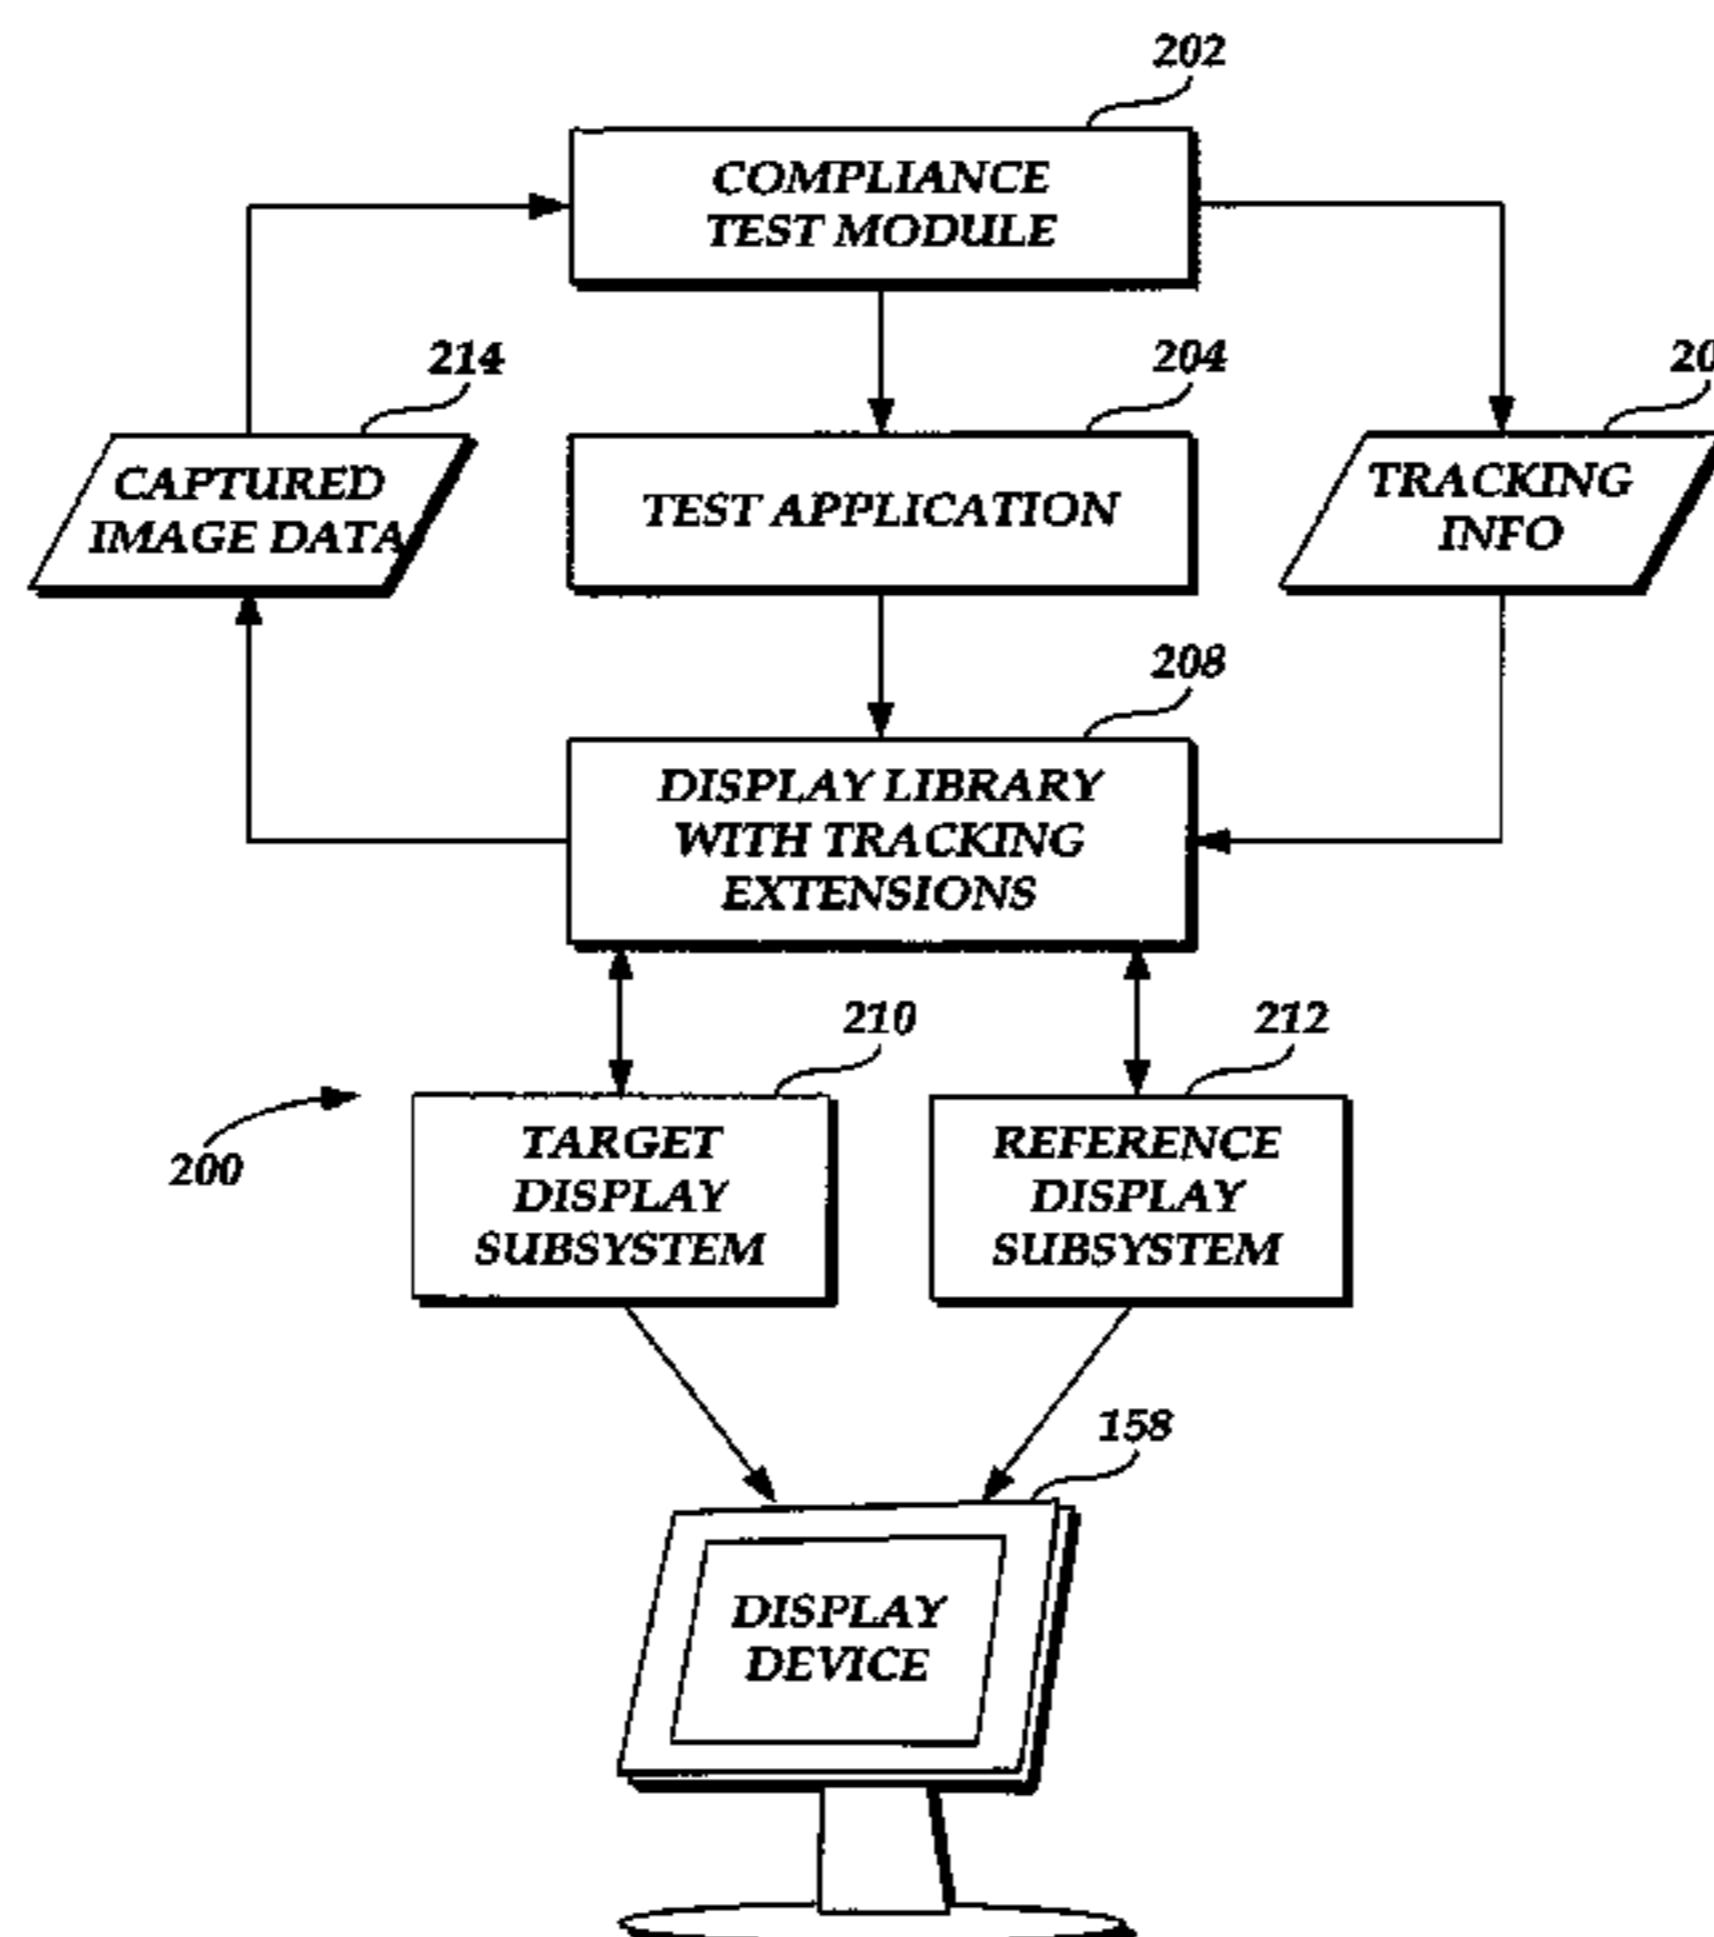 202
COMPLIANCE
TEST MODULE
214
204
20
CAPTURED
IMAGE DATA
TEST APPLICATION
TRACKING
INFO
208
DISPLAY LIBRARY
WITH TRACKING
EXTENSIONS
210
212
200
TARGET
DISPLAY
SUBSYSTEM
REFERENCE
DISPLAY
SUBSYSTEM
158
DISPLAY
DEVICE